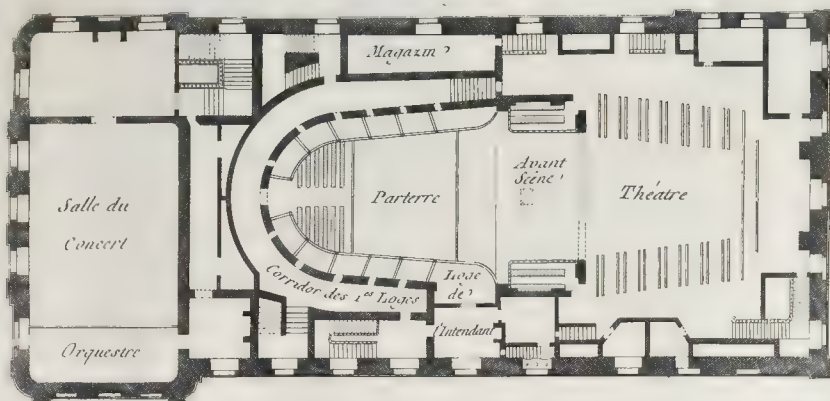 Magazin
Salle du
Concert
Parterre
Avant
Scène
Théatre
Corridor des 1.es Loges
Loge
de
l'Intendant
Orquestre